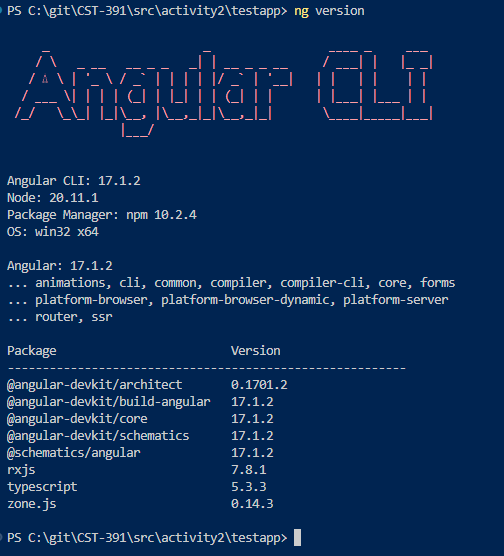 PS C:\git\CST-391\src\activity2\testapp> ng version
Angular CLI
Angular CLI: 17.1.2
Node: 20.11.1
Package Manager: npm 10.2.4
OS: win32 x64
Angular: 17.1.2
... animations, cli, common, compiler, compiler-cli, core, forms
... platform-browser, platform-browser-dynamic, platform-server
... router, ssr
Package Version
------------------------------------------------------
@angular-devkit/architect 0.1701.2
@angular-devkit/build-angular 17.1.2
@angular-devkit/core 17.1.2
@angular-devkit/schematics 17.1.2
@schematics/angular 17.1.2
rxjs 7.8.1
typescript 5.3.3
zone.js 0.14.3
PS C:\git\CST-391\src\activity2\testapp>